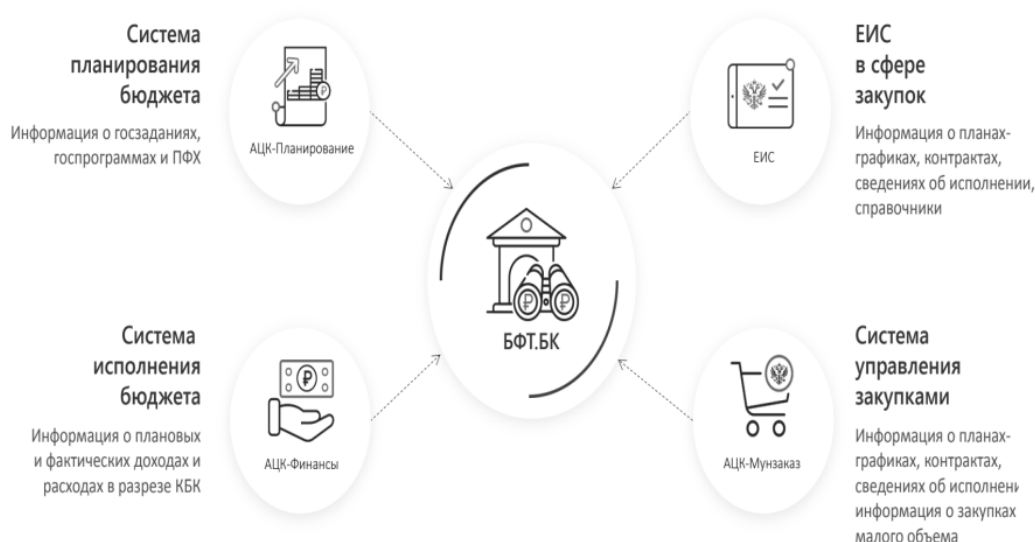 Система
планирования
бюджета
Информация о госзаданиях,
госпрограммах и ПФХ
АЦК-Планирование
ЕИС
в сфере
закупок
Информация о планах-
графиках, контрактах,
сведениях об исполнении,
справочники
ЕИС
БФТ.БК
Система
исполнения
бюджета
Информация о плановых
и фактических доходах и
расходах в разрезе КБК
АЦК-Финансы
Система
управления
закупками
Информация о планах-
графиках, контрактах,
сведениях об исполнени
информация о закупках
малого объема
АЦК-Мунзаказ